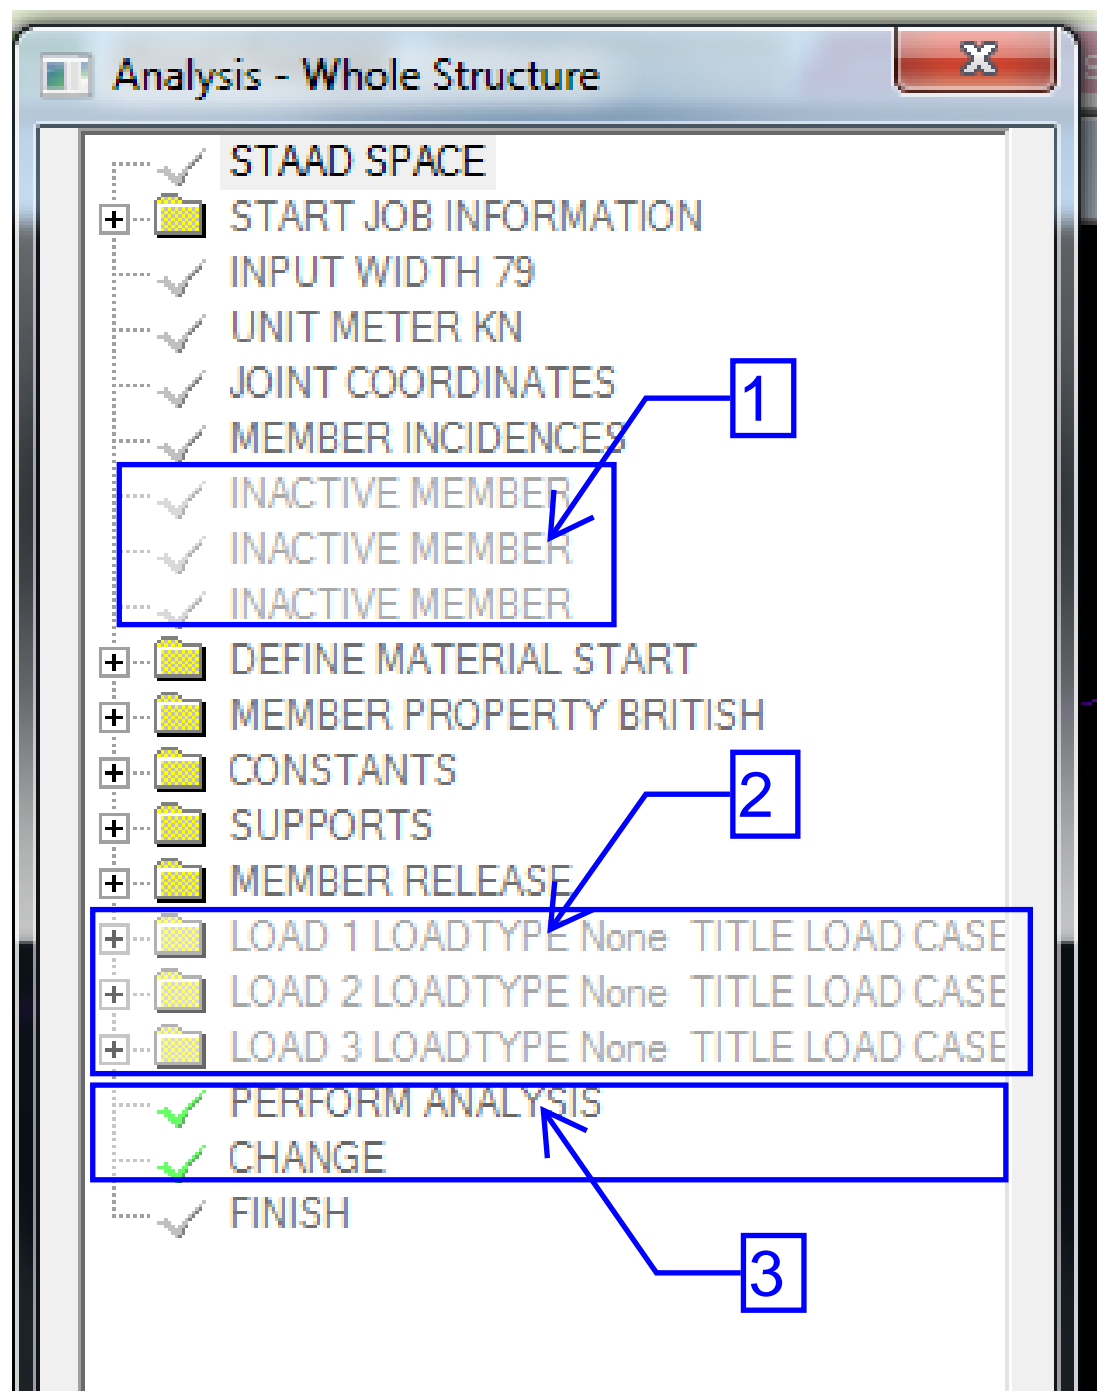 Analysis - Whole Structure
STAAD SPACE
START JOB INFORMATION
INPUT WIDTH 79
UNIT METER KN
JOINT COORDINATES
1
MEMBER INCIDENCES
INACTIVE MEMBER
INACTIVE MEMBER
INACTIVE MEMBER
DEFINE MATERIAL START
MEMBER PROPERTY BRITISH
CONSTANTS
2
SUPPORTS
MEMBER RELEASE
LOAD 1 LOADTYPE None TITLE LOAD CASE
LOAD 2 LOADTYPE None TITLE LOAD CASE
LOAD 3 LOADTYPE None TITLE LOAD CASE
PERFORM ANALYSIS
CHANGE
FINISH
3